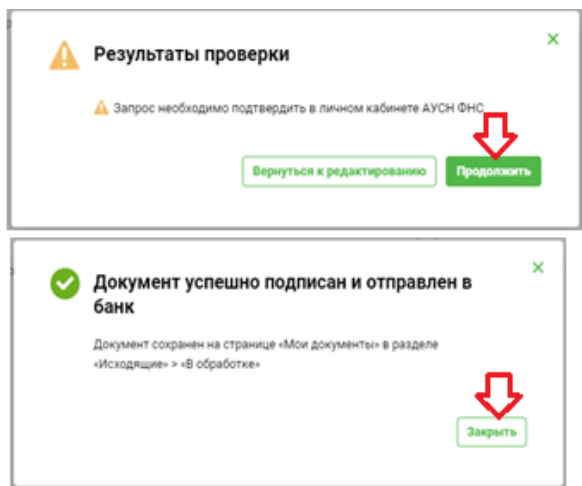 Результаты проверки
Запрос необходимо подтвердить в личном кабинете АУСН ФНС
Вернуться к редактированию
Продолжить
Документ успешно подписан и отправлен в
банк
Документ сохранен на странице «Мои документы» в разделе
«Исходящие» > «В обработке»
Закрыть